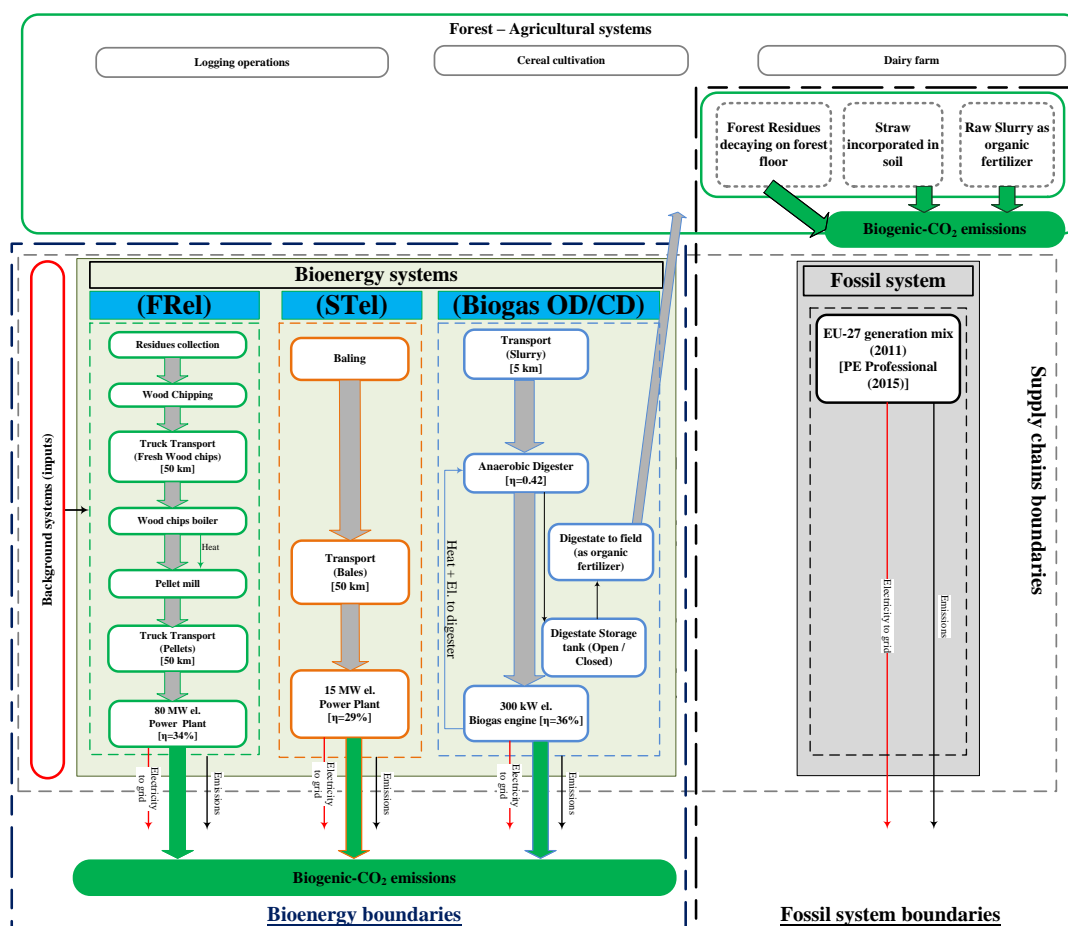 Forest – Agricultural systems
Logging operations
Cereal cultivation
Dairy farm
Forest Residues
decaying on forest
floor
Straw
incorporated in
soil
Raw Slurry as
organic
fertilizer
Biogenic-CO₂ emissions
Background systems (inputs)
Bioenergy systems
(FRel)
(STel)
(Biogas OD/CD)
Residues collection
Wood Chipping
Truck Transport
(Fresh Wood chips)
[50 km]
Wood chips boiler
Heat
Pellet mill
Truck Transport
(Pellets)
[50 km]
80 MW el.
Power Plant
[η=34%]
Electricity
to grid
Emissions
Baling
Transport
(Bales)
[50 km]
15 MW el.
Power Plant
[η=29%]
Electricity
to grid
Emissions
Transport
(Slurry)
[5 km]
Anaerobic Digester
[η=0.42]
Heat + El. to
digester
Digestate to field
(as organic
fertilizer)
Digestate Storage
tank (Open /
Closed)
300 kW el.
Biogas engine [η=36%]
Electricity
to grid
Emissions
Fossil system
EU-27 generation mix
(2011)
[PE Professional
(2015)]
Electricity to grid
Emissions
Supply chains boundaries
Biogenic-CO₂ emissions
Bioenergy boundaries
Fossil system boundaries